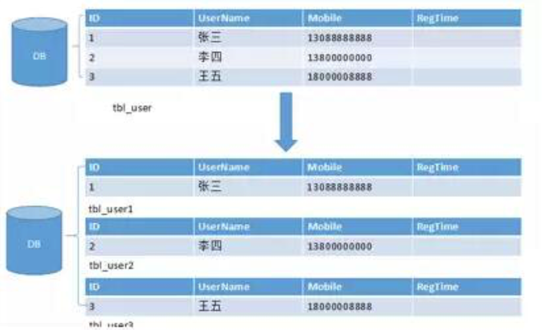 ID UserName Mobile RegTime
1 张三 13088888888
DB
2 李四 13800000000
3 王五 18000008888
tbl_user
ID UserName Mobile RegTime
1 张三 13088888888
tbl_user1
ID UserName Mobile RegTime
DB
2 李四 13800000000
tbl_user2
ID UserName Mobile RegTime
3 王五 18000008888
tbl_user3